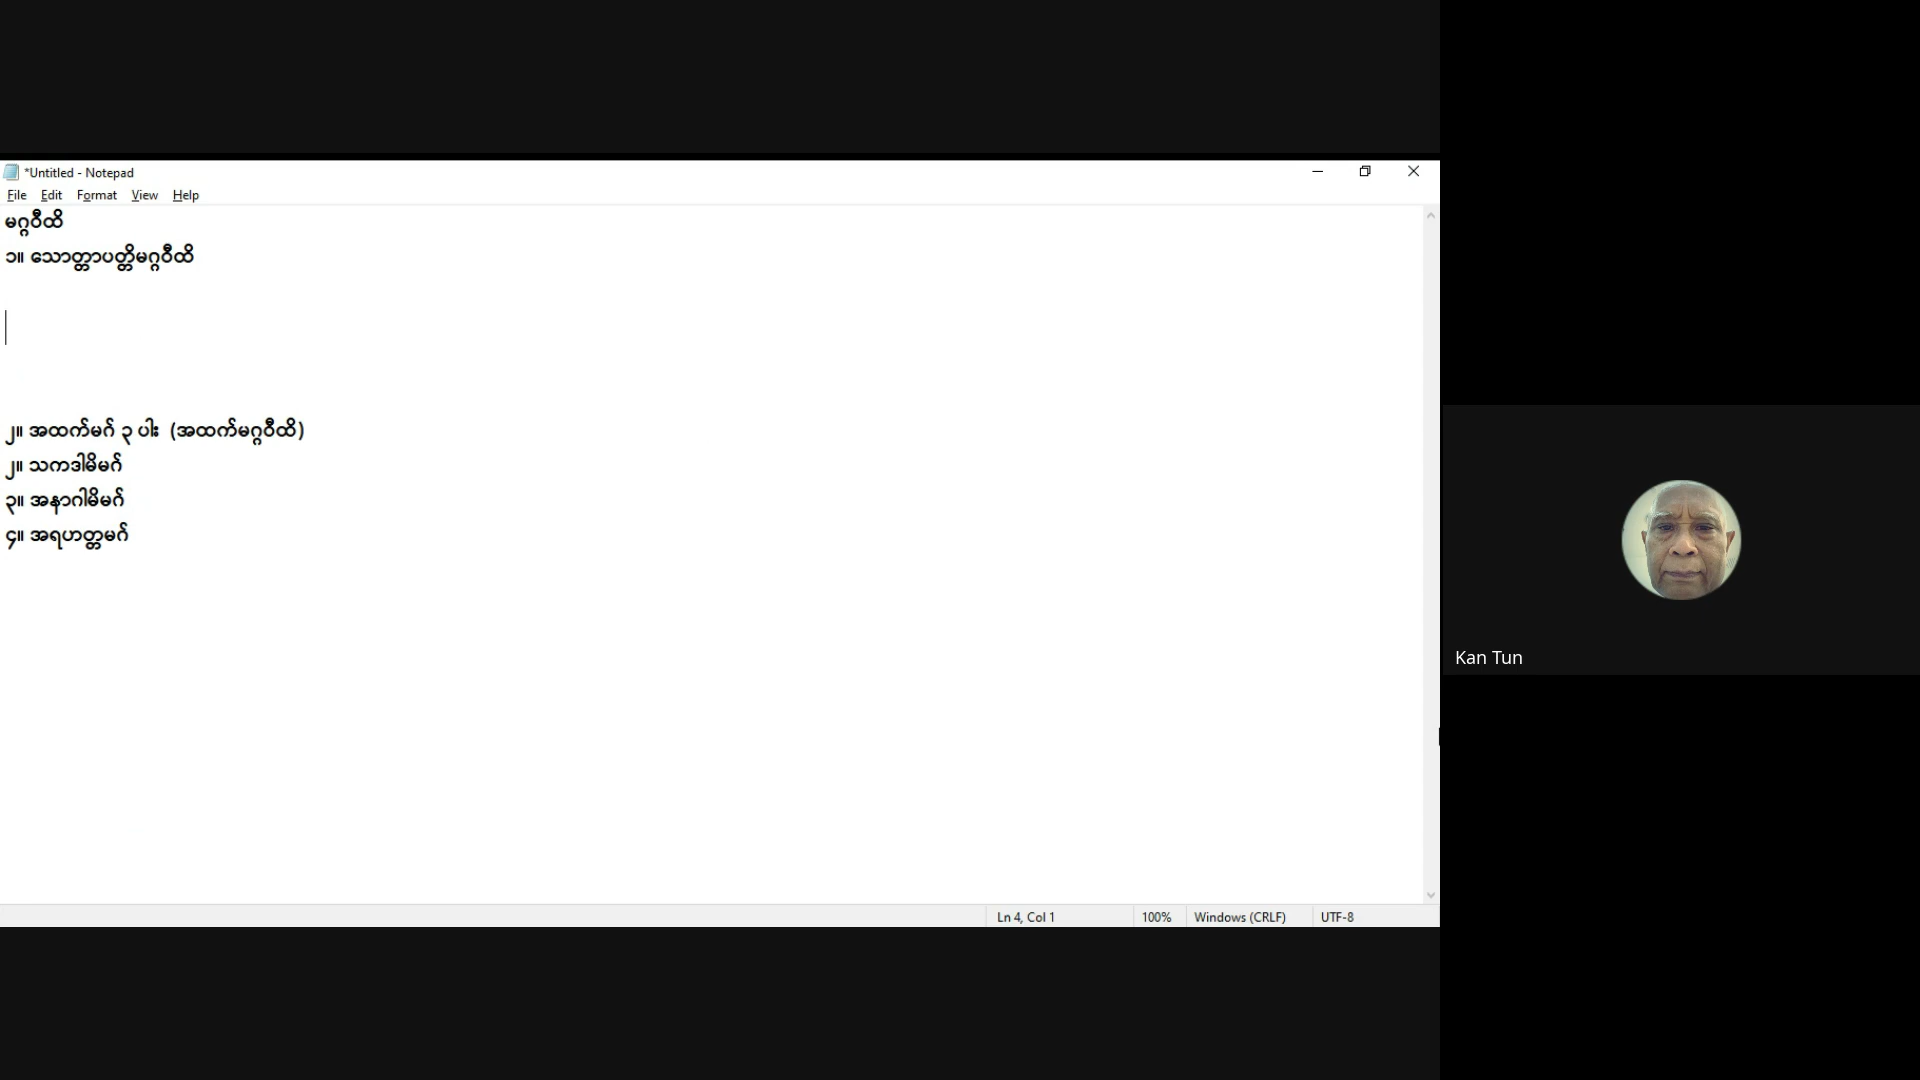 *Untitled - Notepad
File Edit Format View Help
မဂ္ဂဝီထိ
၁။ သောတ္တာပတ္တိမဂ္ဂဝီထိ
၂။ အထက်မဂ် ၃ ပါး (အထက်မဂ္ဂဝီထိ)
၂။ သကဒါမိမဂ်
၃။ အနာဂါမိမဂ်
၄။ အရဟတ္တမဂ်
Kan Tun
Ln 4, Col 1 100% Windows (CRLF) UTF-8